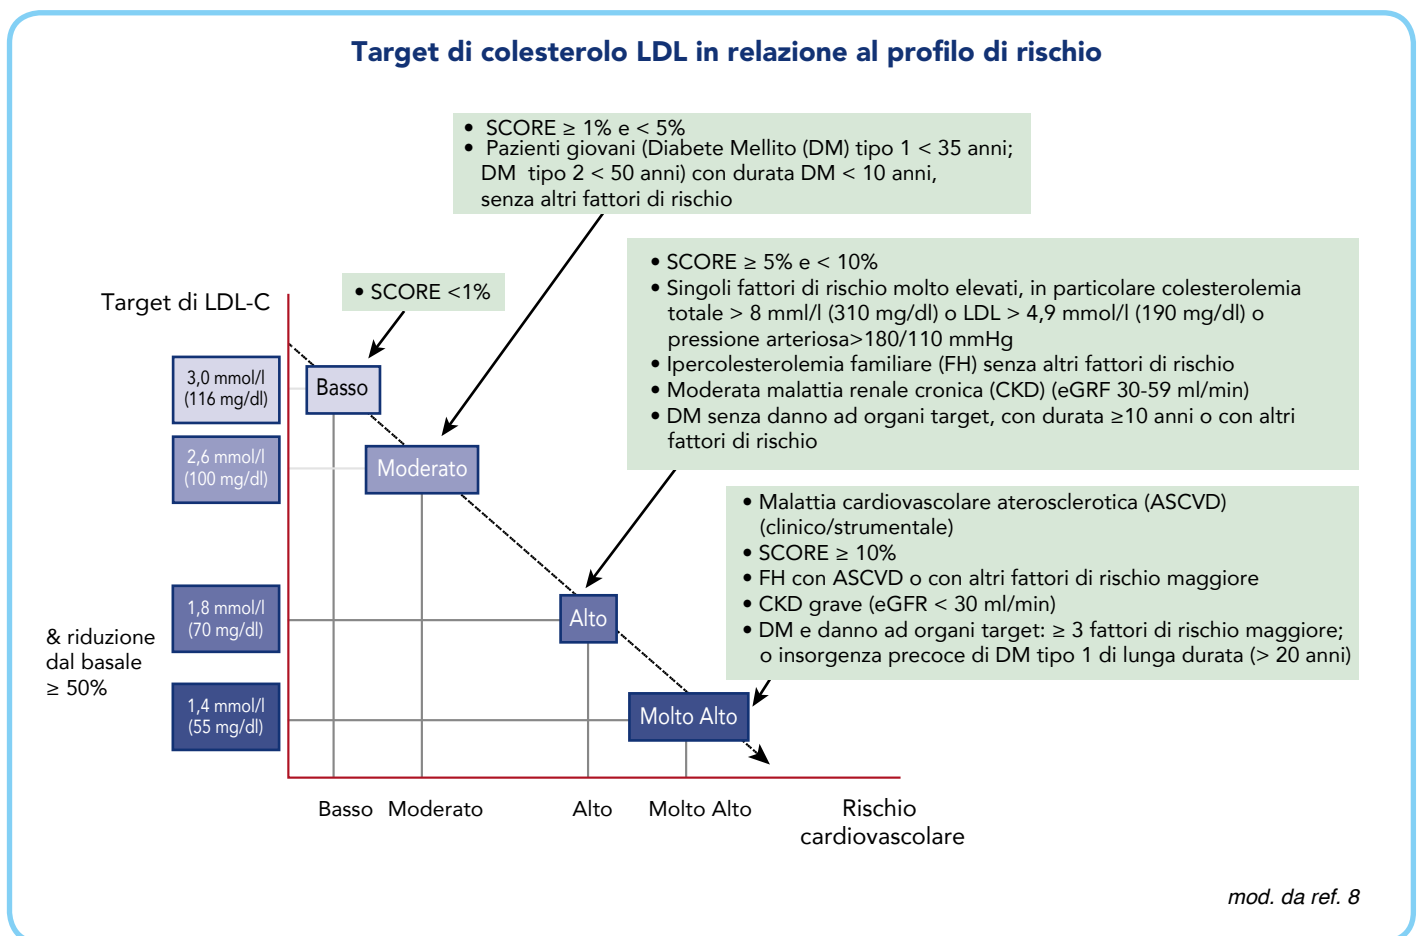 Target di colesterolo LDL in relazione al profilo di rischio
• SCORE ≥ 1% e < 5%
• Pazienti giovani (Diabete Mellito (DM) tipo 1 < 35 anni;
DM tipo 2 < 50 anni) con durata DM < 10 anni,
senza altri fattori di rischio
• SCORE ≥ 5% e < 10%
• Singoli fattori di rischio molto elevati, in particolare colesterolemia
totale > 8 mml/l (310 mg/dl) o LDL > 4,9 mmol/l (190 mg/dl) o
pressione arteriosa>180/110 mmHg
• Ipercolesterolemia familiare (FH) senza altri fattori di rischio
• Moderata malattia renale cronica (CKD) (eGRF 30-59 ml/min)
• DM senza danno ad organi target, con durata ≥10 anni o con altri
fattori di rischio
• SCORE <1%
Target di LDL-C
3,0 mmol/l
(116 mg/dl)
Basso
2,6 mmol/l
(100 mg/dl)
Moderato
• Malattia cardiovascolare aterosclerotica (ASCVD)
(clinico/strumentale)
• SCORE ≥ 10%
• FH con ASCVD o con altri fattori di rischio maggiore
• CKD grave (eGFR < 30 ml/min)
• DM e danno ad organi target: ≥ 3 fattori di rischio maggiore;
o insorgenza precoce di DM tipo 1 di lunga durata (> 20 anni)
1,8 mmol/l
(70 mg/dl)
Alto
& riduzione
dal basale
≥ 50%
1,4 mmol/l
(55 mg/dl)
Molto Alto
Basso Moderato Alto Molto Alto Rischio
cardiovascolare
mod. da ref. 8